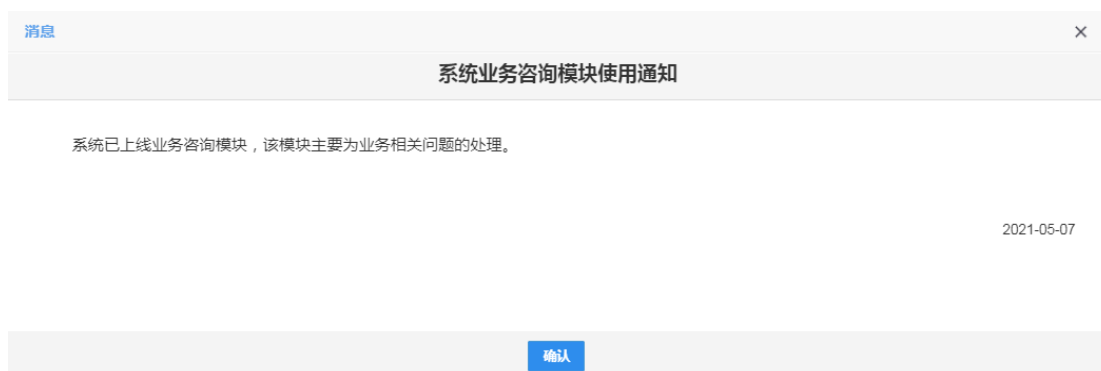 消息
×
系统业务咨询模块使用通知
系统已上线业务咨询模块，该模块主要为业务相关问题的处理。
2021-05-07
确认